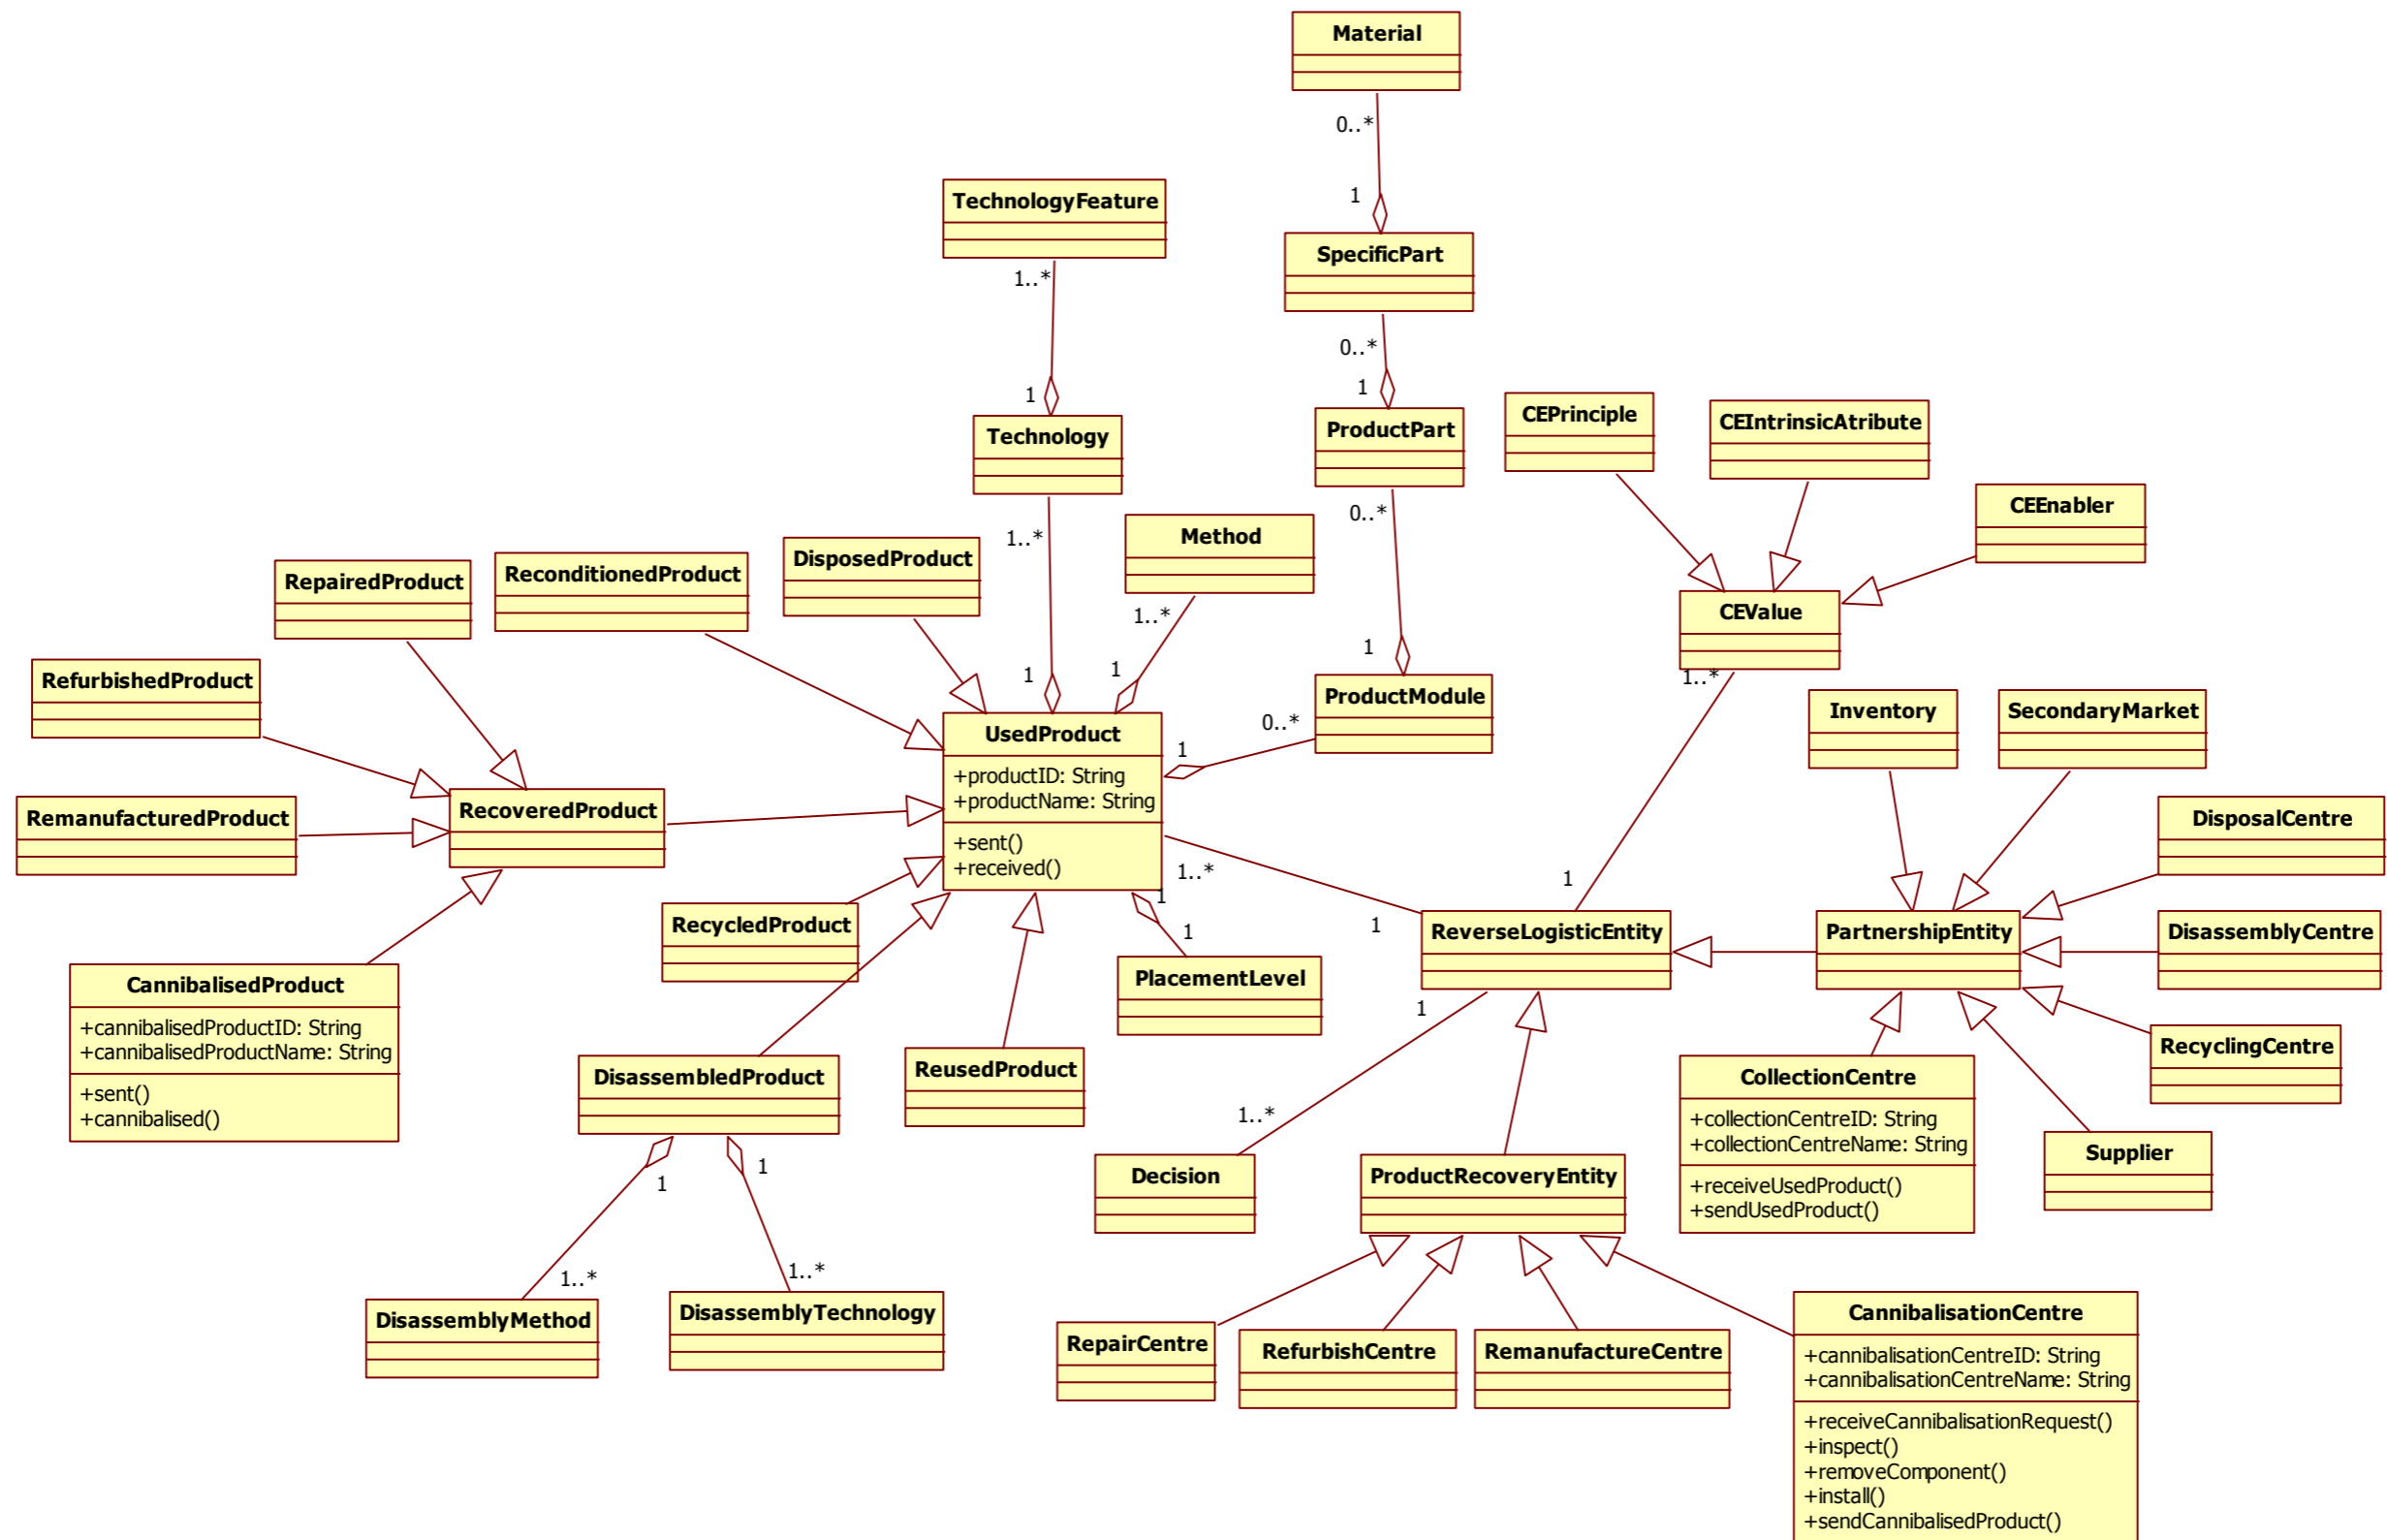 Material
0..*
1
TechnologyFeature
SpecificPart
1..*
0..*
1
1
CEPrinciple
CEIntrinsicAtribute
Technology
ProductPart
CEEnabler
1..*
Method
0..*
DisposedProduct
ReconditionedProduct
RepairedProduct
CEValue
1..*
1
1
1
RefurbishedProduct
ProductModule
1..*
Inventory
SecondaryMarket
0..*
UsedProduct
1
+productID: String
+productName: String
+sent()
+received()
RecoveredProduct
RemanufacturedProduct
DisposalCentre
1..*
1
1
RecycledProduct
1
1
ReverseLogisticEntity
PartnershipEntity
DisassemblyCentre
PlacementLevel
CannibalisedProduct
+cannibalisedProductID: String
+cannibalisedProductName: String
+sent()
+cannibalised()
1
RecyclingCentre
DisassembledProduct
ReusedProduct
CollectionCentre
+collectionCentreID: String
+collectionCentreName: String
+receiveUsedProduct()
+sendUsedProduct()
1..*
Supplier
1
1
Decision
ProductRecoveryEntity
1..*
1..*
DisassemblyMethod
DisassemblyTechnology
RepairCentre
RefurbishCentre
RemanufactureCentre
CannibalisationCentre
+cannibalisationCentreID: String
+cannibalisationCentreName: String
+receiveCannibalisationRequest()
+inspect()
+removeComponent()
+install()
+sendCannibalisedProduct()